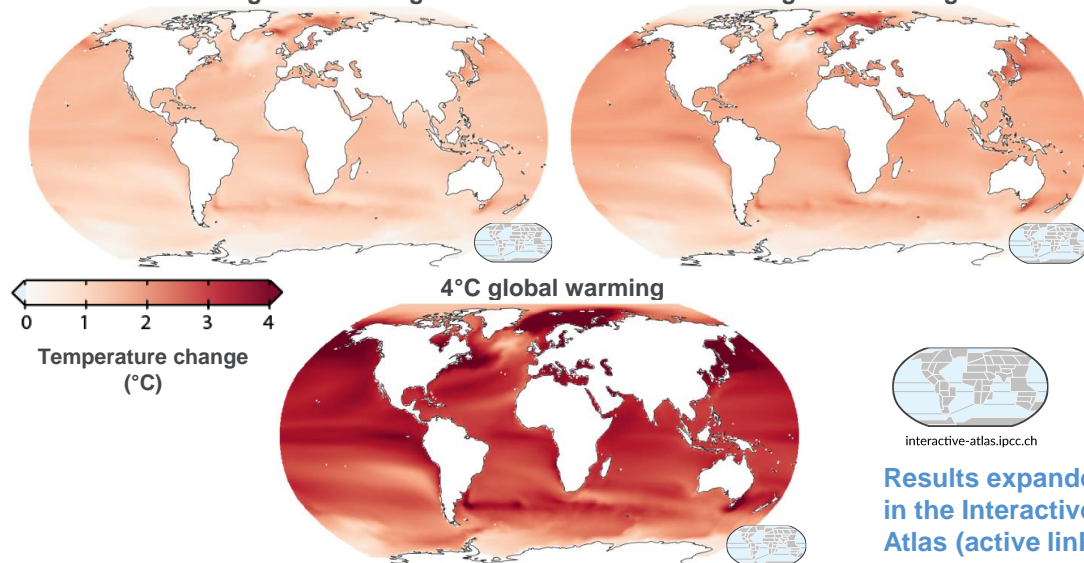 4°C global warming
0 1 2 3 4
Temperature change
(°C)
interactive-atlas.ipcc.ch
Results expande
in the Interactive
Atlas (active link